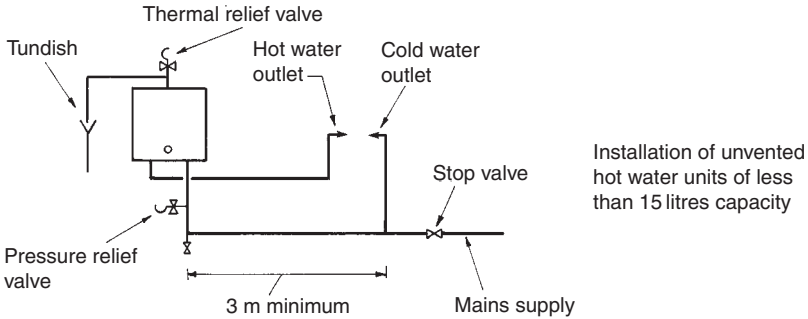 Thermal relief valve
Tundish
Hot water
outlet
Cold water
outlet
Installation of unvented
hot water units of less
than 15 litres capacity
Stop valve
Pressure relief
valve
3 m minimum
Mains supply